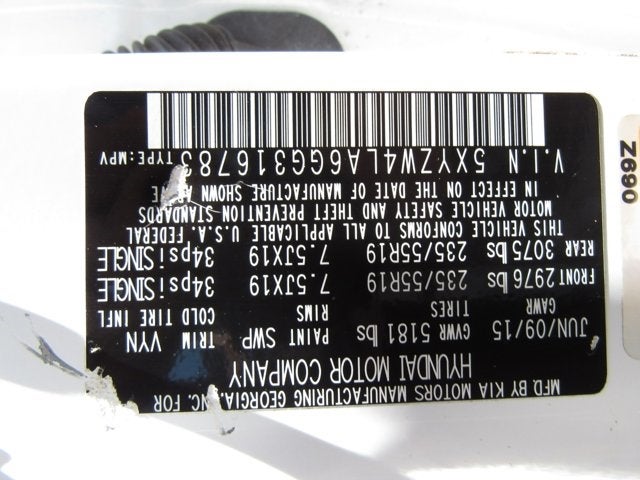 MFD BY KIA MOTORS MANUFACTURING GEORGIA, INC. FOR
HYUNDAI MOTOR COMPANY
JUN/09/15 GVWR 5181 lbs PAINT SWP TRIM VYN
GAWR TIRES RIMS COLD TIRE INFL
FRONT 2976 lbs 235/55R19 7.5JX19 34psi SINGLE
REAR 3075 lbs 235/55R19 7.5JX19 34psi SINGLE
THIS VEHICLE CONFORMS TO ALL APPLICABLE U.S.A. FEDERAL
MOTOR VEHICLE SAFETY AND THEFT PREVENTION STANDARDS
IN EFFECT ON THE DATE OF MANUFACTURE SHOWN
V.I.N 5XYZW4LA6GG316783 TYPE:MPV
Z690